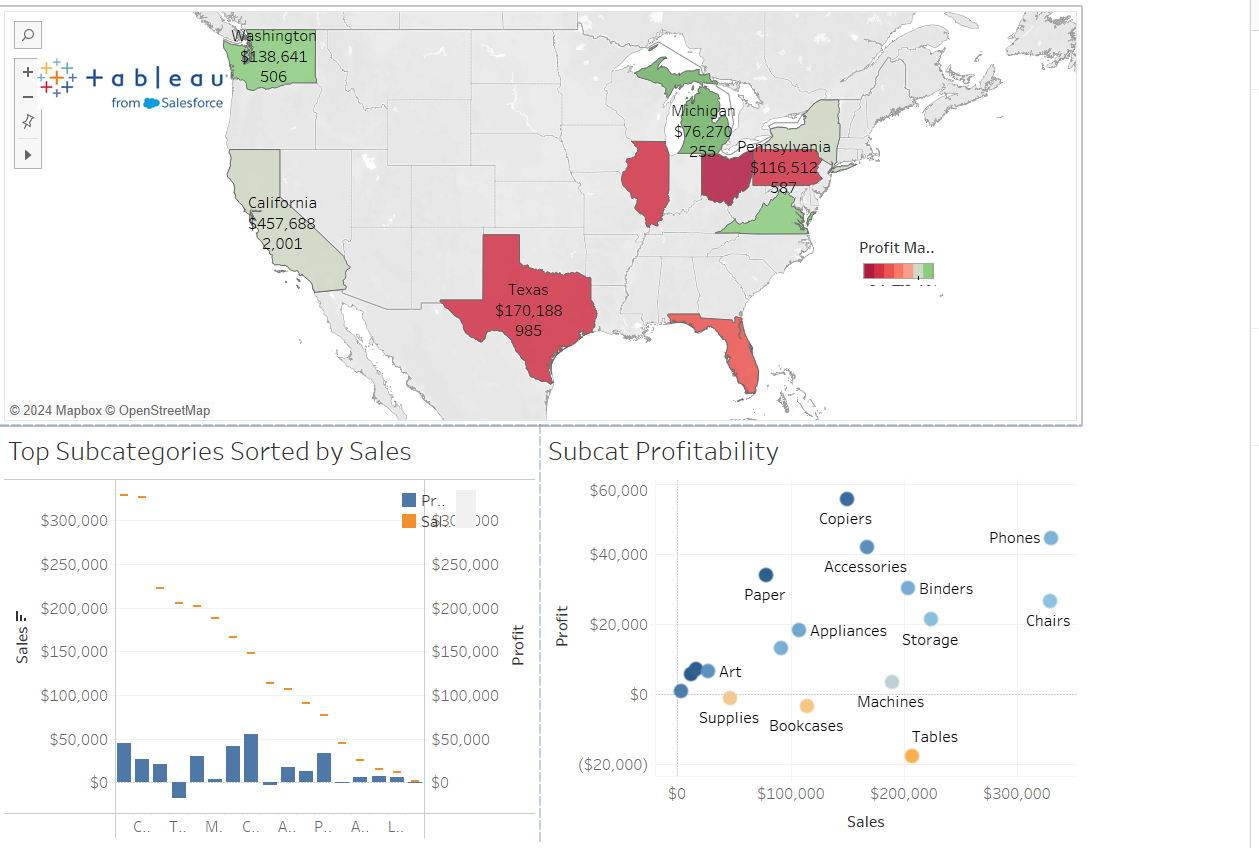 Washington
$138,641
506
+ableau
from Salesforce
Michigan
$76,270
255
Pennsylvania
$116,512
587
California
$457,688
2,001
Texas
$170,188
985
Profit Ma..
© 2024 Mapbox © OpenStreetMap
Top Subcategories Sorted by Sales
Pr..
Sal..
$300,000
$250,000
$200,000
$150,000
$100,000
$50,000
$0
Sales
$250,000
$200,000
$150,000
$100,000
$50,000
$0
Profit
C..
T..
M.
C..
A..
P..
A..
L..
Subcat Profitability
$60,000
$40,000
$20,000
$0
($20,000)
Profit
Copiers
Phones
Accessories
Paper
Binders
Chairs
Appliances
Storage
Art
Machines
Supplies
Bookcases
Tables
$0
$100,000
$200,000
$300,000
Sales